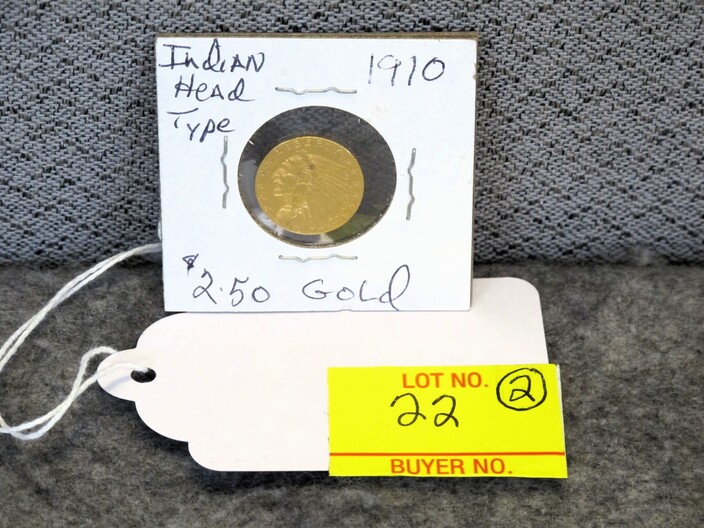 Indian
Head
Type
1910
$2.50 Gold
LOT NO. 2
22
BUYER NO.